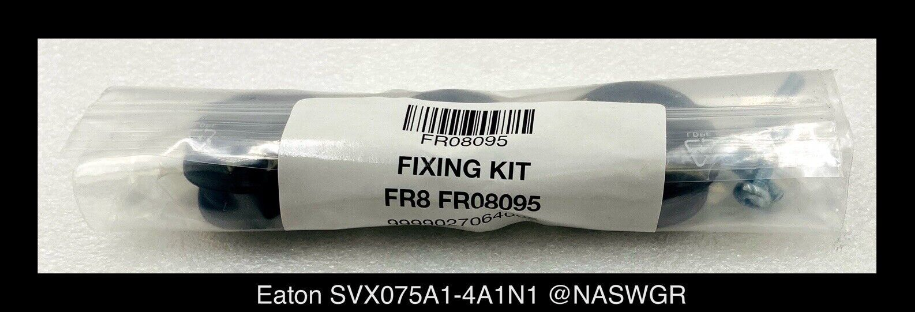 FR08095
FIXING KIT
FR8 FR08095
Eaton SVX075A1-4A1N1 @NASWGR